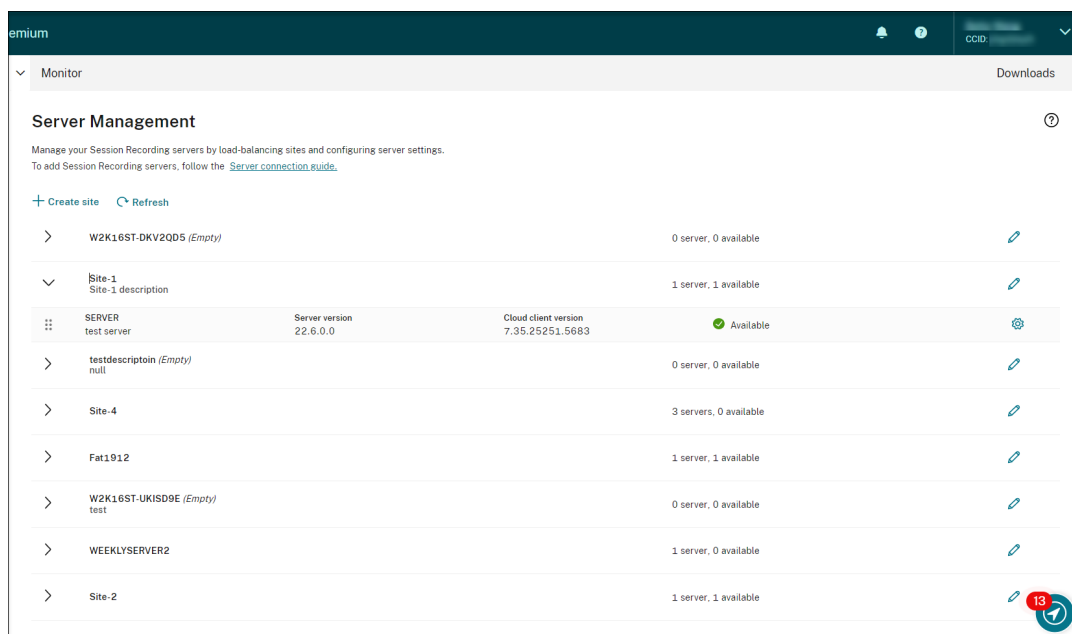 emium
?
CCID:
Monitor
Downloads
Server Management
?
Manage your Session Recording servers by load-balancing sites and configuring server settings.
To add Session Recording servers, follow the Server connection guide.
Create site Refresh
W2K16ST-DKV2QD5 (Empty) 0 server, 0 available
Site-1
Site-1 description
1 server, 1 available
SERVER Server version Cloud client version
test server 22.6.0.0 7.35.25251.5683
Available
testdescriptoin (Empty)
null
0 server, 0 available
Site-4 3 servers, 0 available
Fat1912 1 server, 1 available
W2K16ST-UKISD9E (Empty)
test
0 server, 0 available
WEEKLYSERVER2 1 server, 0 available
Site-2 1 server, 1 available
13